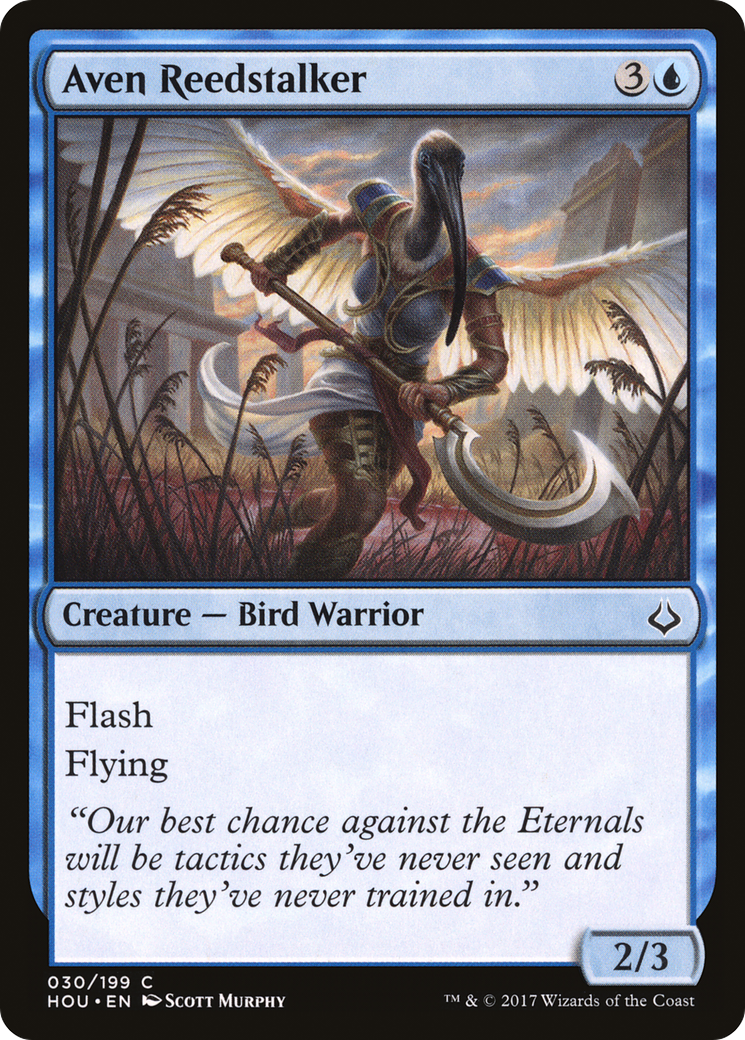 Aven Reedstalker 3
Creature — Bird Warrior
Flash
Flying
“Our best chance against the Eternals
will be tactics they’ve never seen and
styles they’ve never trained in.”
2/3
030/199 C
HOU • EN Scott Murphy ™ & © 2017 Wizards of the Coast